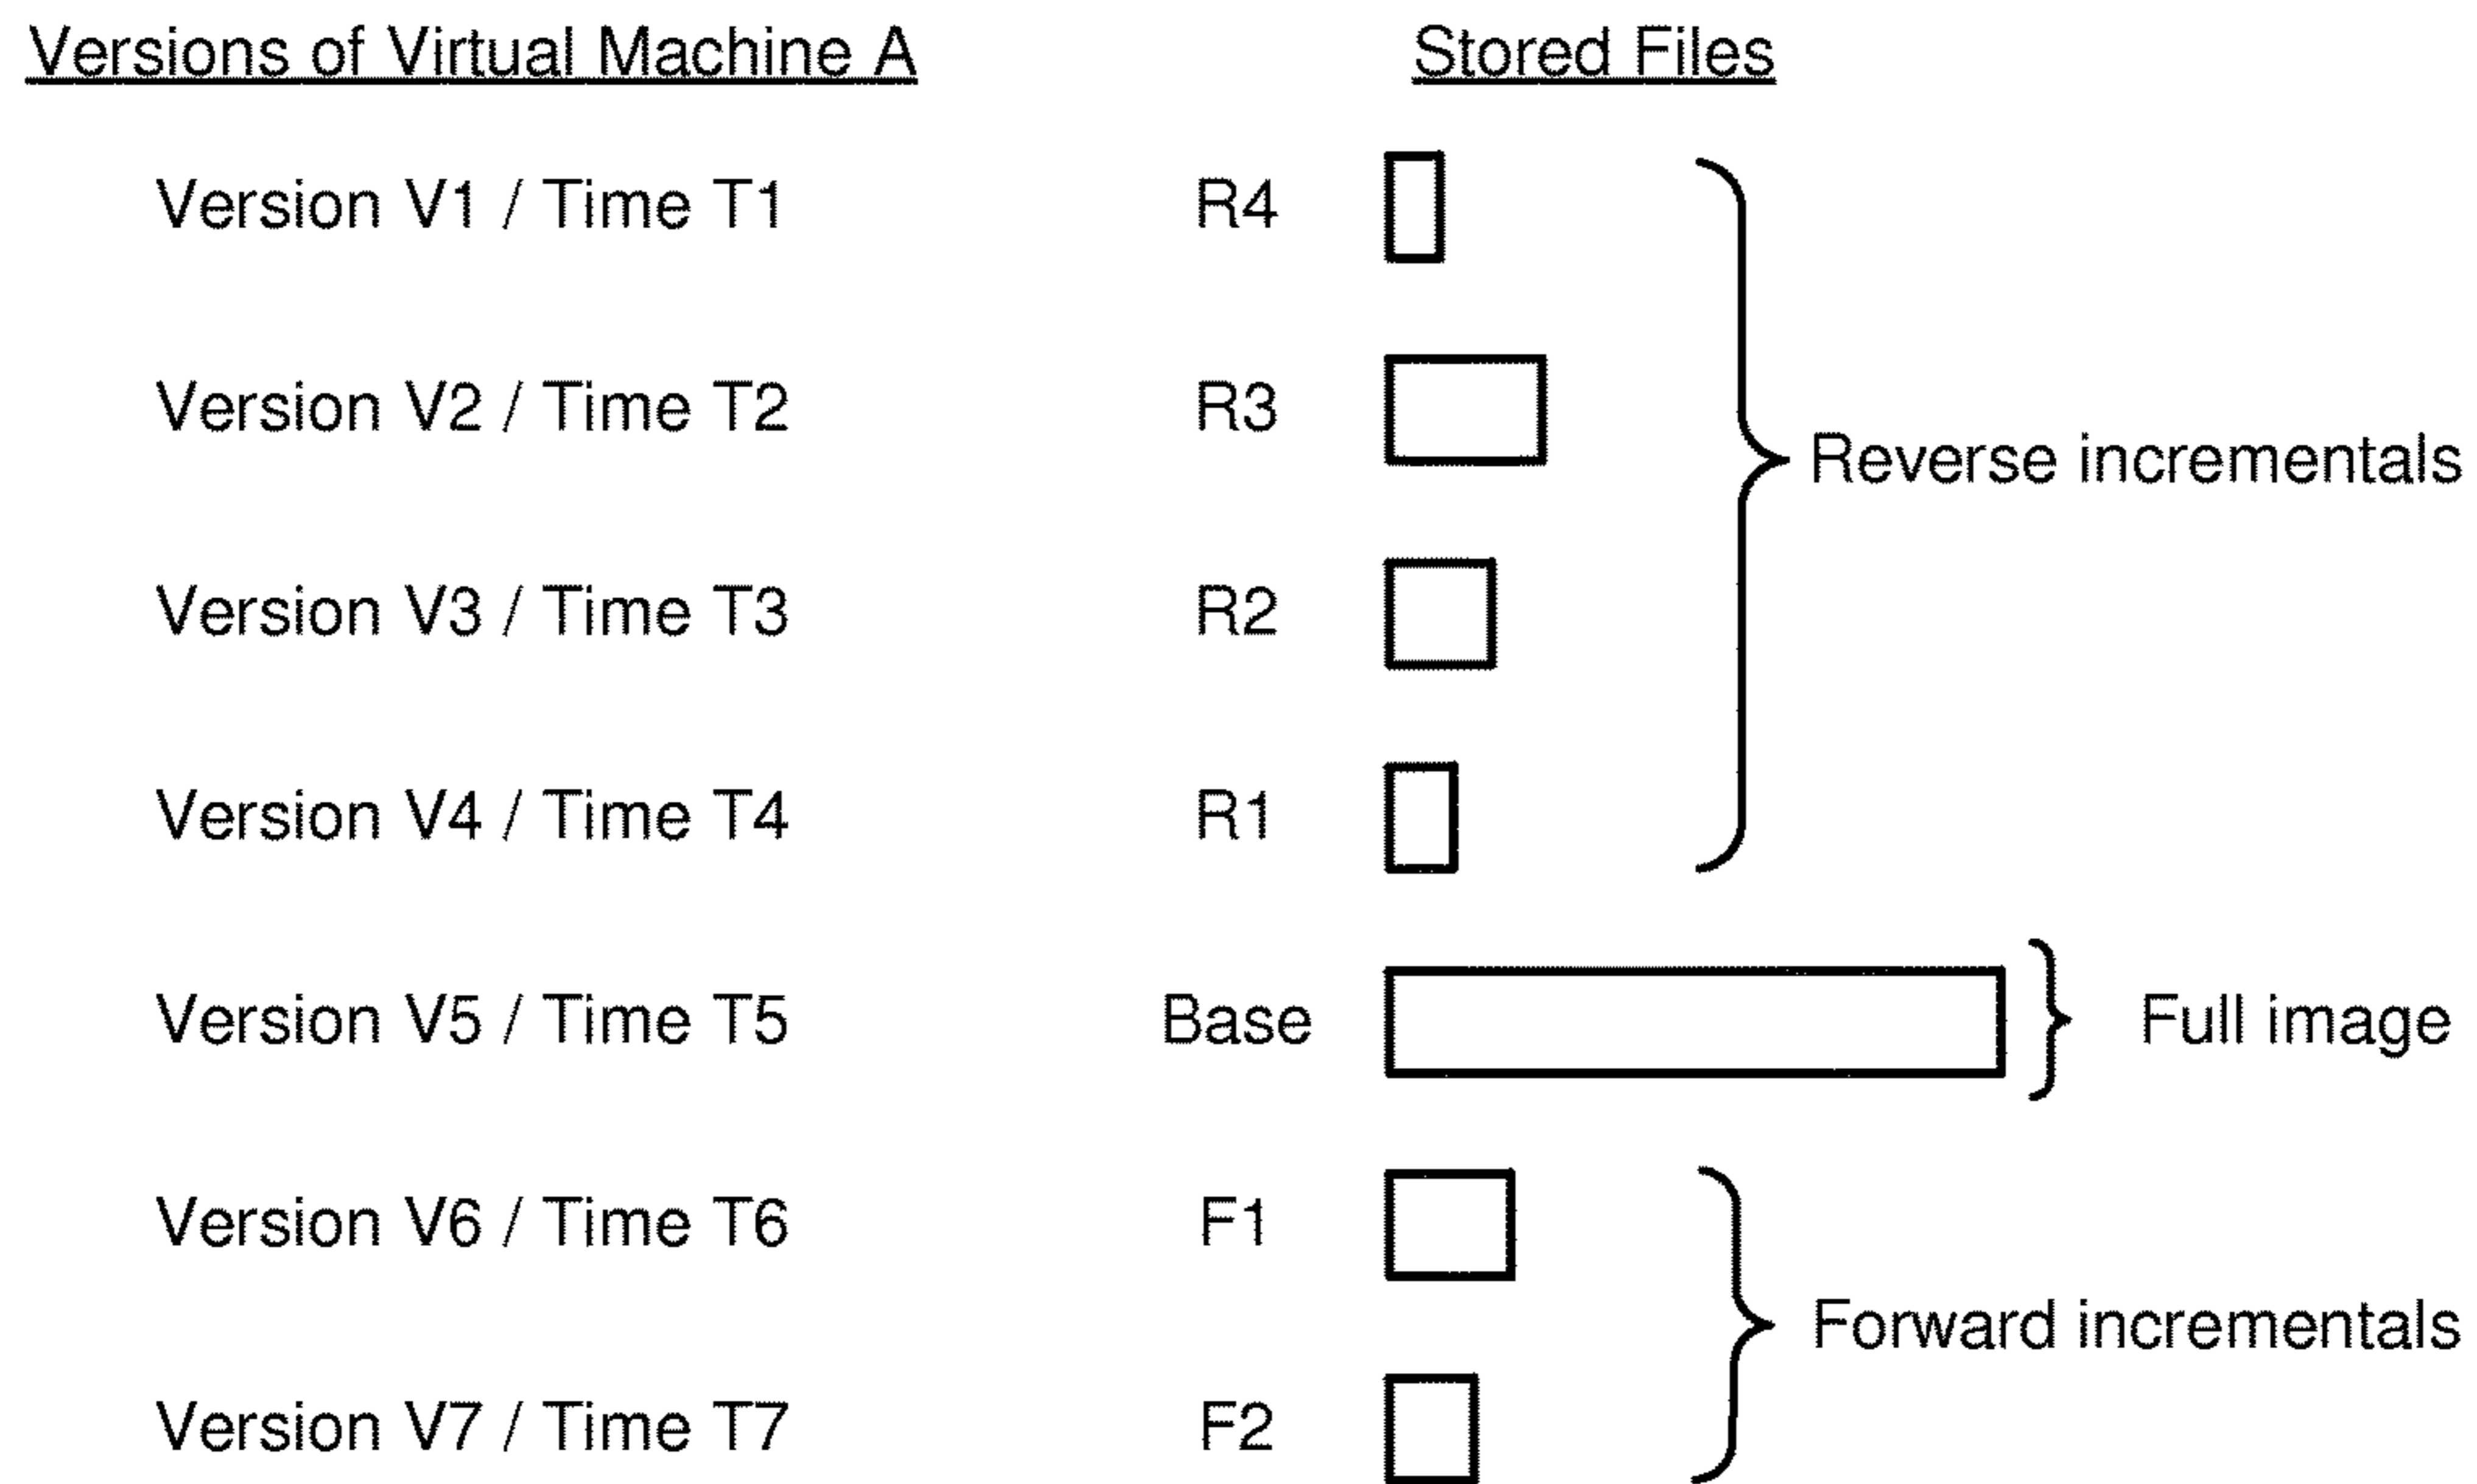 Versions of Virtual Machine A Stored Files
Version V1 / Time T1 R4
Version V2 / Time T2 R3
Reverse incrementals
Version V3 / Time T3 R2
Version V4 / Time T4 R1
Version V5 / Time T5 Base Full image
Version V6 / Time T6 F1
Forward incrementals
Version V7 / Time T7 F2